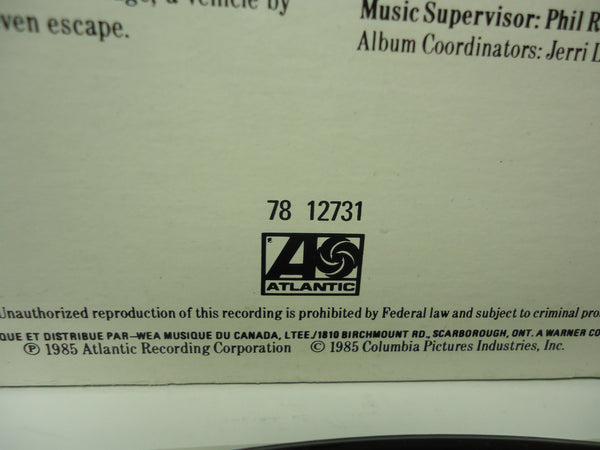 a vehicle by
ven escape.
Music Supervisor: Phil R
Album Coordinators: Jerri
78 12731
ATLANTIC
Unauthorized reproduction of this recording is prohibited by Federal law and subject to criminal pro
QUE ET DISTRIBUE PAR—WEA MUSIQUE DU CANADA, LTEE./1810 BIRCHMOUNT RD., SCARBOROUGH, ONT. A WARNER CO
℗ 1985 Atlantic Recording Corporation © 1985 Columbia Pictures Industries, Inc.